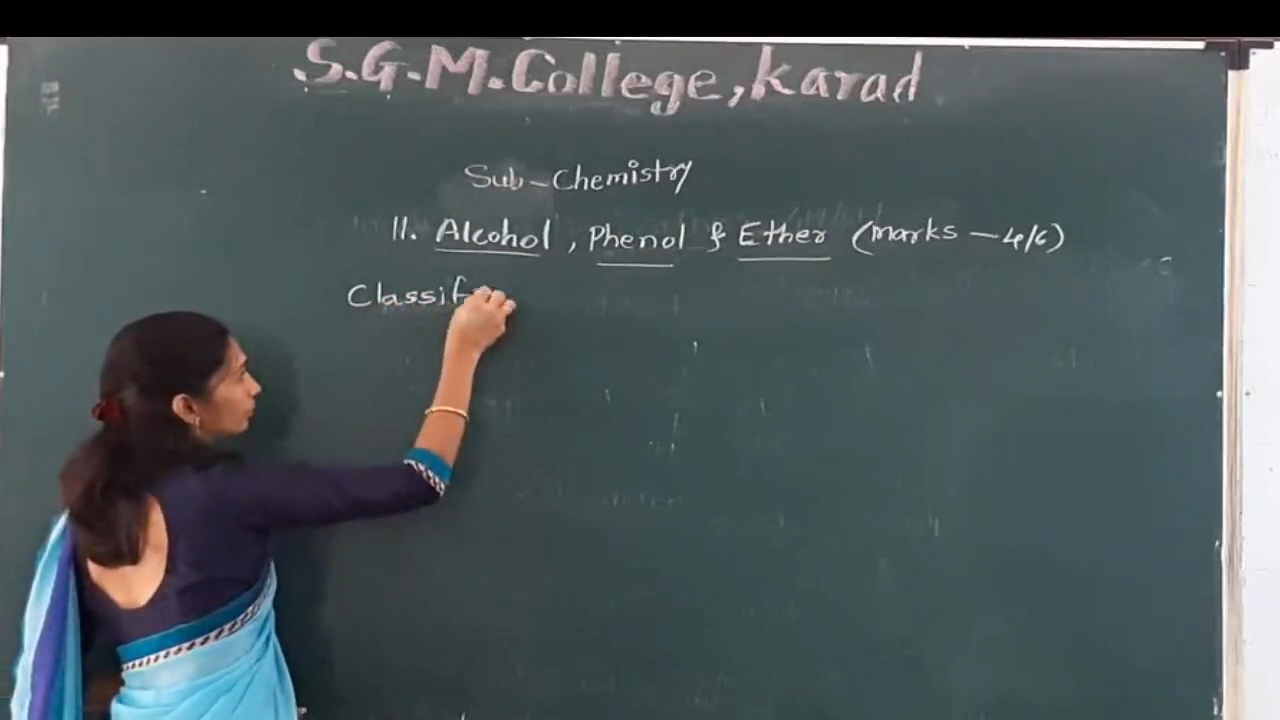 S.G.M. College, Karad
Sub-Chemistry
11. Alcohol, Phenol & Ether (Marks - 4/6)
Classif